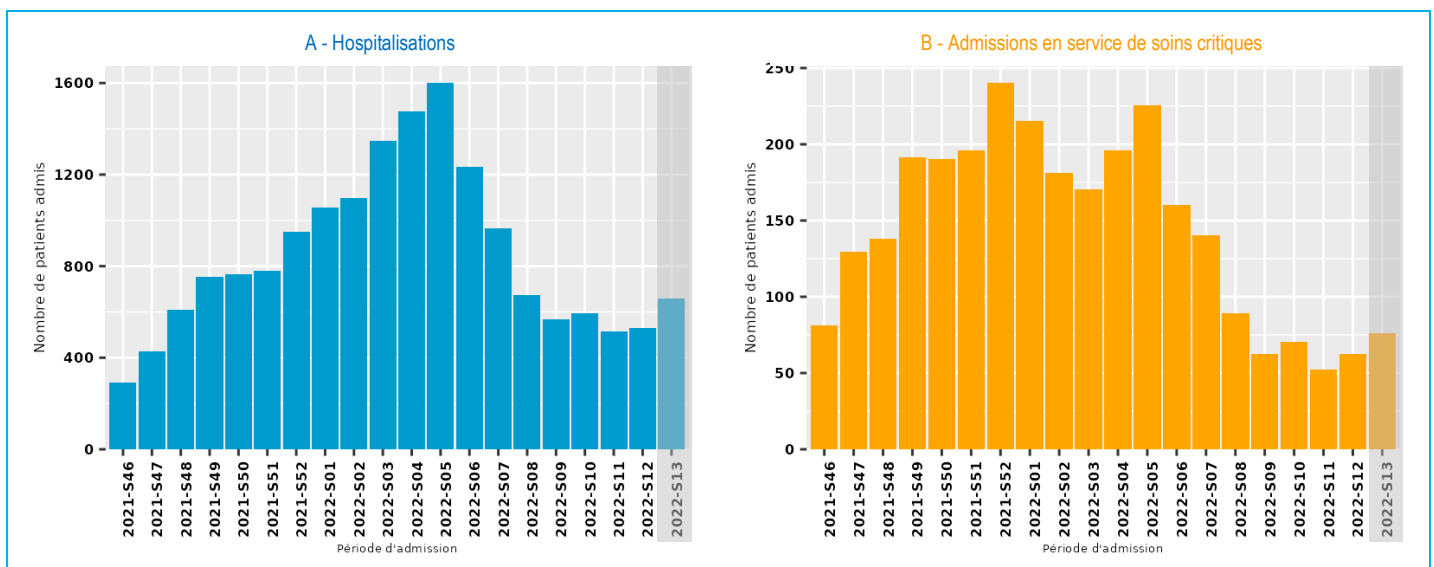 A - Hospitalisations
Nombre de patients admis
1600
1200
800
400
0
2021-S46
2021-S47
2021-S48
2021-S49
2021-S50
2021-S51
2021-S52
2022-S01
2022-S02
2022-S03
2022-S04
2022-S05
2022-S06
2022-S07
2022-S08
2022-S09
2022-S10
2022-S11
2022-S12
2022-S13
Période d'admission
B - Admissions en service de soins critiques
Nombre de patients admis
250
200
150
100
50
0
2021-S46
2021-S47
2021-S48
2021-S49
2021-S50
2021-S51
2021-S52
2022-S01
2022-S02
2022-S03
2022-S04
2022-S05
2022-S06
2022-S07
2022-S08
2022-S09
2022-S10
2022-S11
2022-S12
2022-S13
Période d'admission